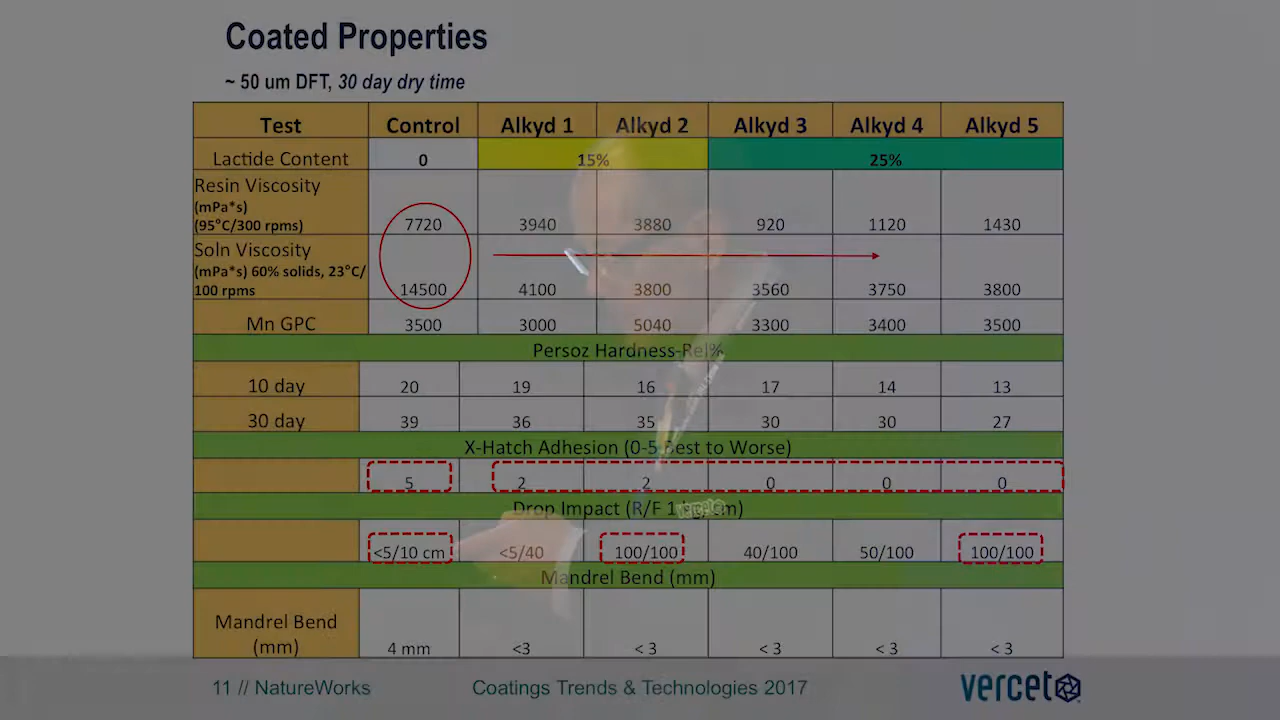 Coated Properties
~ 50 um DFT, 30 day dry time
Test Control Alkyd 1 Alkyd 2 Alkyd 3 Alkyd 4 Alkyd 5
Lactide Content 0 15% 25%
Resin Viscosity
(mPa*s)
(95°C/300 rpms) 7720 3940 3880 920 1120 1430
Soln Viscosity
(mPa*s) 60% solids, 23°C/
100 rpms 14500 4100 3800 3560 3750 3800
Mn GPC 3500 3000 5040 3300 3400 3500
Persoz Hardness-Rel%
10 day 20 19 16 17 14 13
30 day 39 36 35 30 30 27
X-Hatch Adhesion (0-5 Best to Worse)
5 2 2 0 0 0
Drop Impact (R/F 1 kg, cm)
<5/10 cm <5/40 100/100 40/100 50/100 100/100
Mandrel Bend (mm)
Mandrel Bend
(mm) 4 mm <3 < 3 < 3 < 3 < 3
11 // NatureWorks Coatings Trends & Technologies 2017 vercet